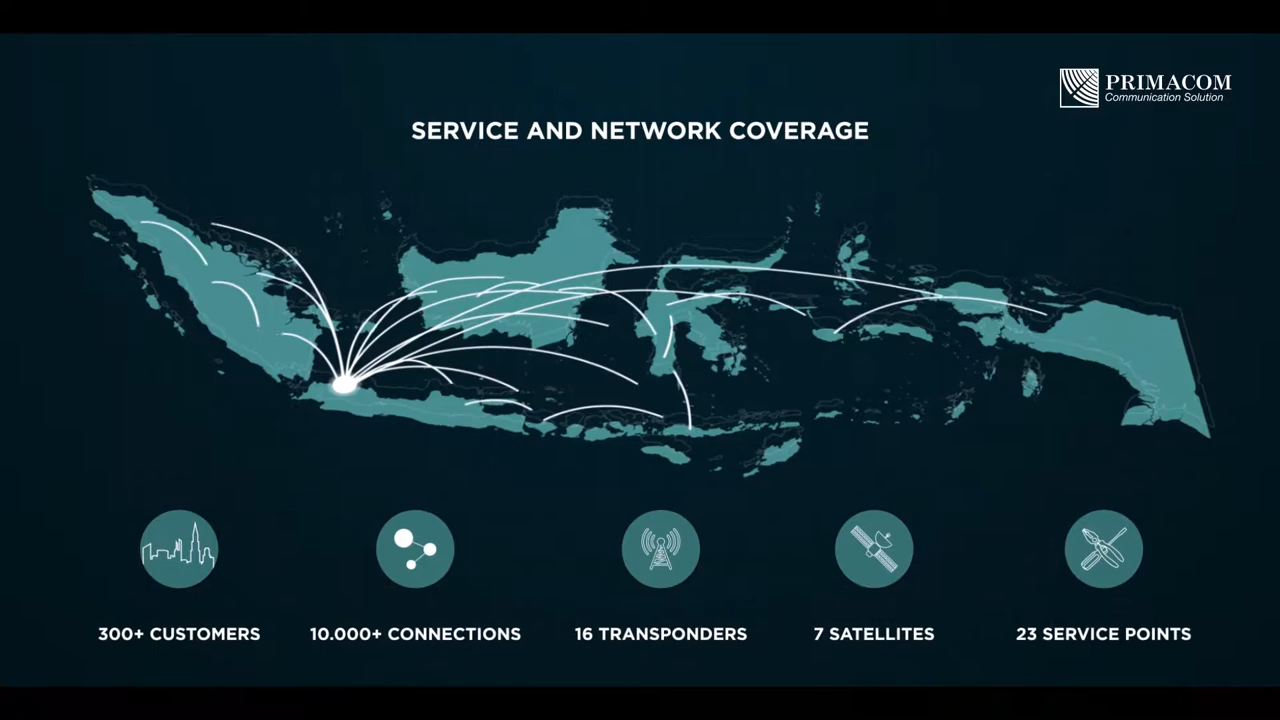 PRIMACOM
Communication Solution
SERVICE AND NETWORK COVERAGE
300+ CUSTOMERS
10.000+ CONNECTIONS
16 TRANSPONDERS
7 SATELLITES
23 SERVICE POINTS